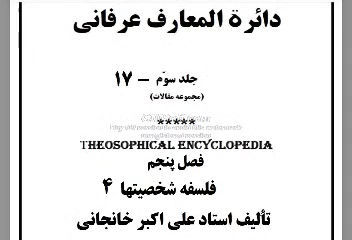 دائرة المعارف عرفانی
جلد سوّم – ۱۷
(مجموعه مقالات)
*****
THEOSOPHICAL ENCYCLOPEDIA
فصل پنجم
فلسفه شخصیتها ۴
تألیف استاد علی اکبر خانجانی